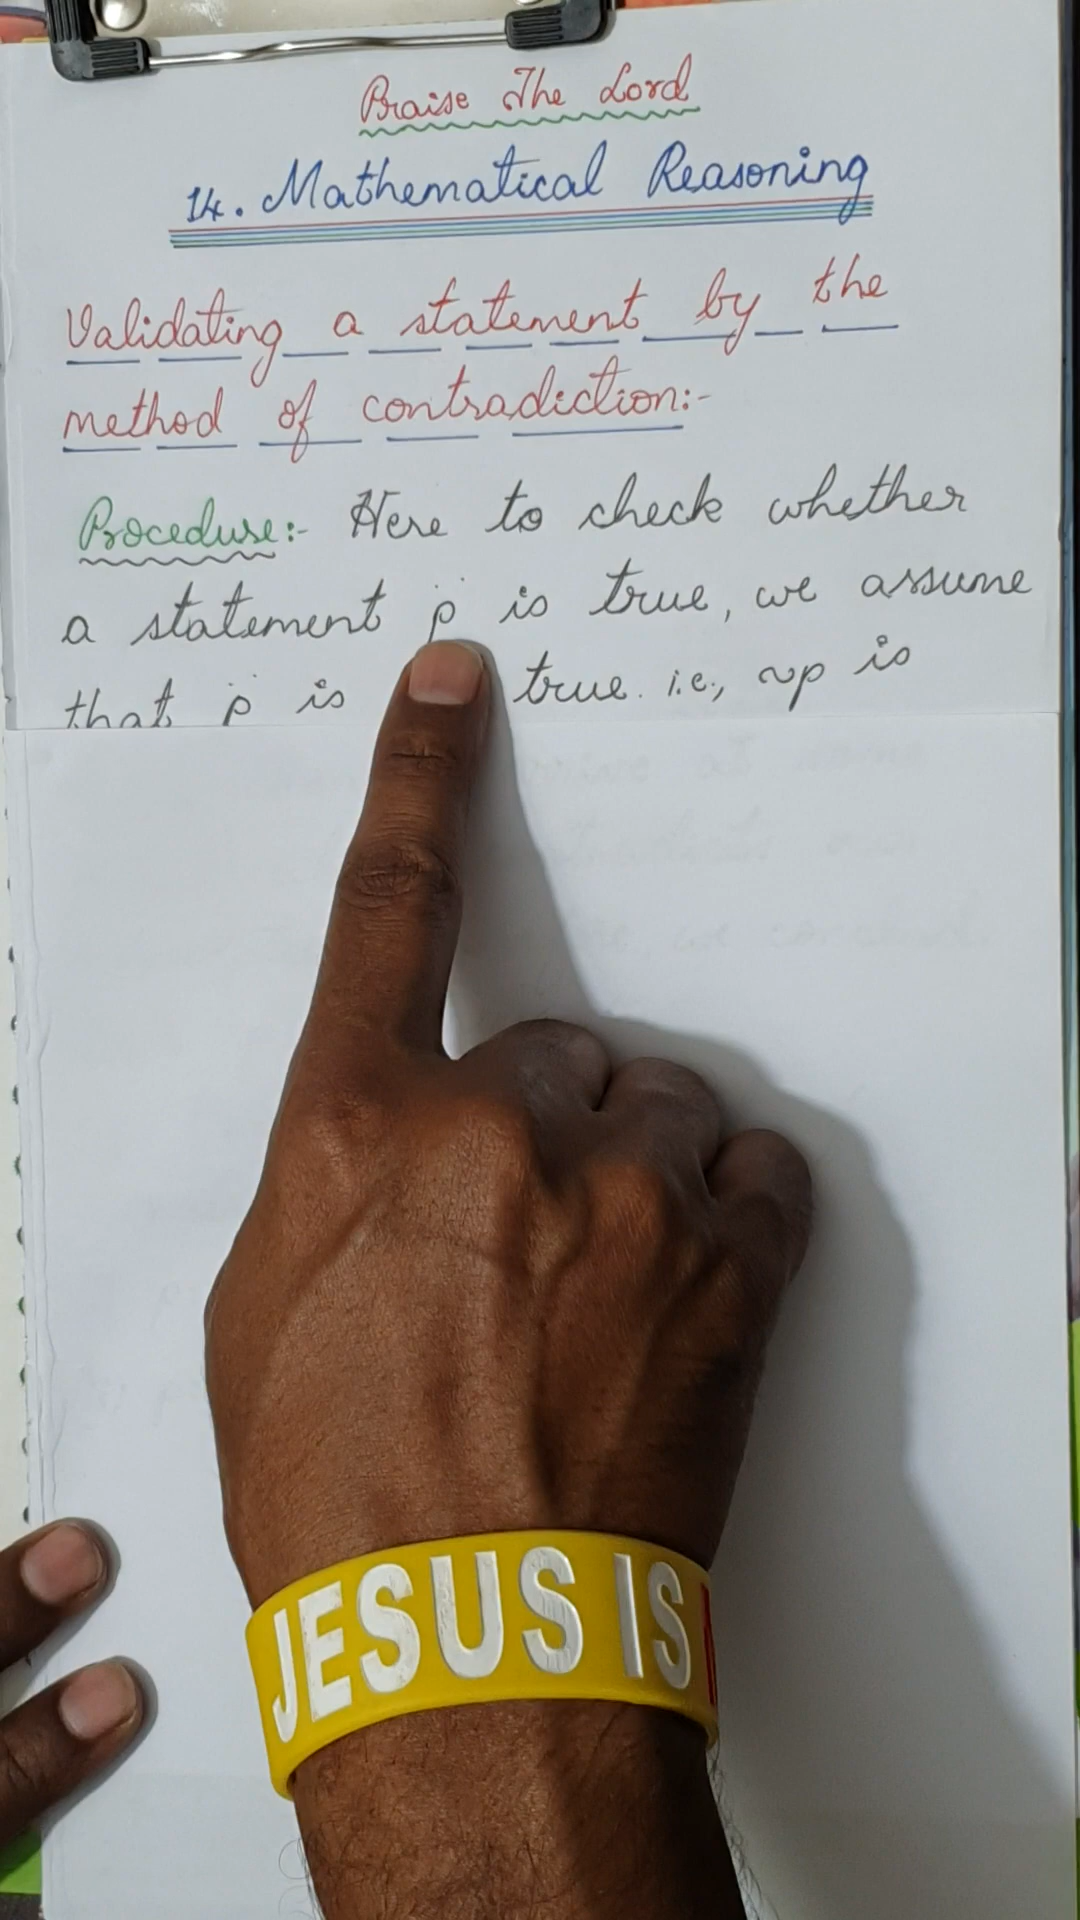 Praise The Lord
14. Mathematical Reasoning
Validating a statement by the
method of contradiction:-
Procedure:- Here to check whether
a statement p is true, we assume
that p is true. i.e., ~p is
JESUS IS